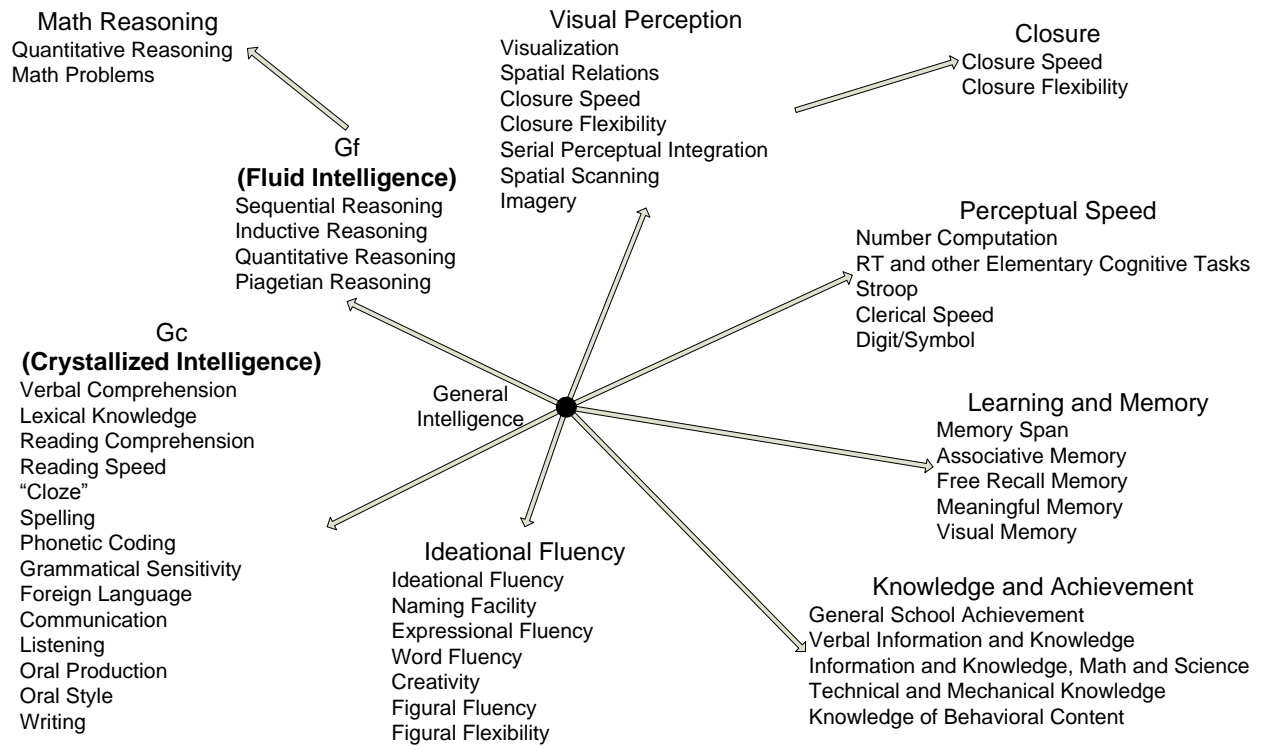 Math Reasoning
Quantitative Reasoning
Math Problems
Visual Perception
Visualization
Spatial Relations
Closure Speed
Closure Flexibility
Serial Perceptual Integration
Spatial Scanning
Imagery
Closure
Closure Speed
Closure Flexibility
Gf
(Fluid Intelligence)
Sequential Reasoning
Inductive Reasoning
Quantitative Reasoning
Piagetian Reasoning
Perceptual Speed
Number Computation
RT and other Elementary Cognitive Tasks
Stroop
Clerical Speed
Digit/Symbol
Gc
(Crystallized Intelligence)
Verbal Comprehension
Lexical Knowledge
Reading Comprehension
Reading Speed
“Cloze”
Spelling
Phonetic Coding
Grammatical Sensitivity
Foreign Language
Communication
Listening
Oral Production
Oral Style
Writing
General
Intelligence
Learning and Memory
Memory Span
Associative Memory
Free Recall Memory
Meaningful Memory
Visual Memory
Ideational Fluency
Ideational Fluency
Naming Facility
Expressional Fluency
Word Fluency
Creativity
Figural Fluency
Figural Flexibility
Knowledge and Achievement
General School Achievement
Verbal Information and Knowledge
Information and Knowledge, Math and Science
Technical and Mechanical Knowledge
Knowledge of Behavioral Content